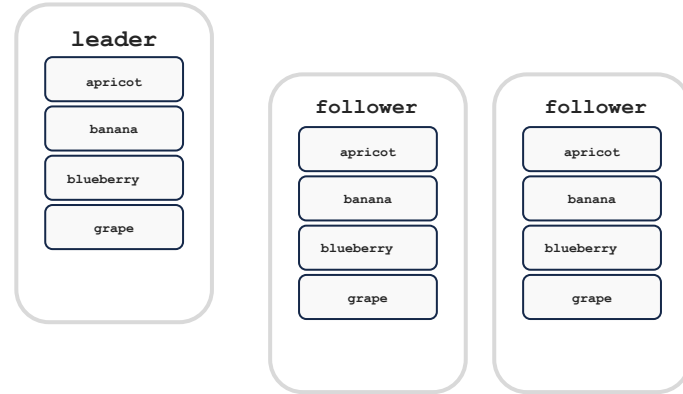 leader
apricot
banana
blueberry
grape
follower
apricot
banana
blueberry
grape
follower
apricot
banana
blueberry
grape